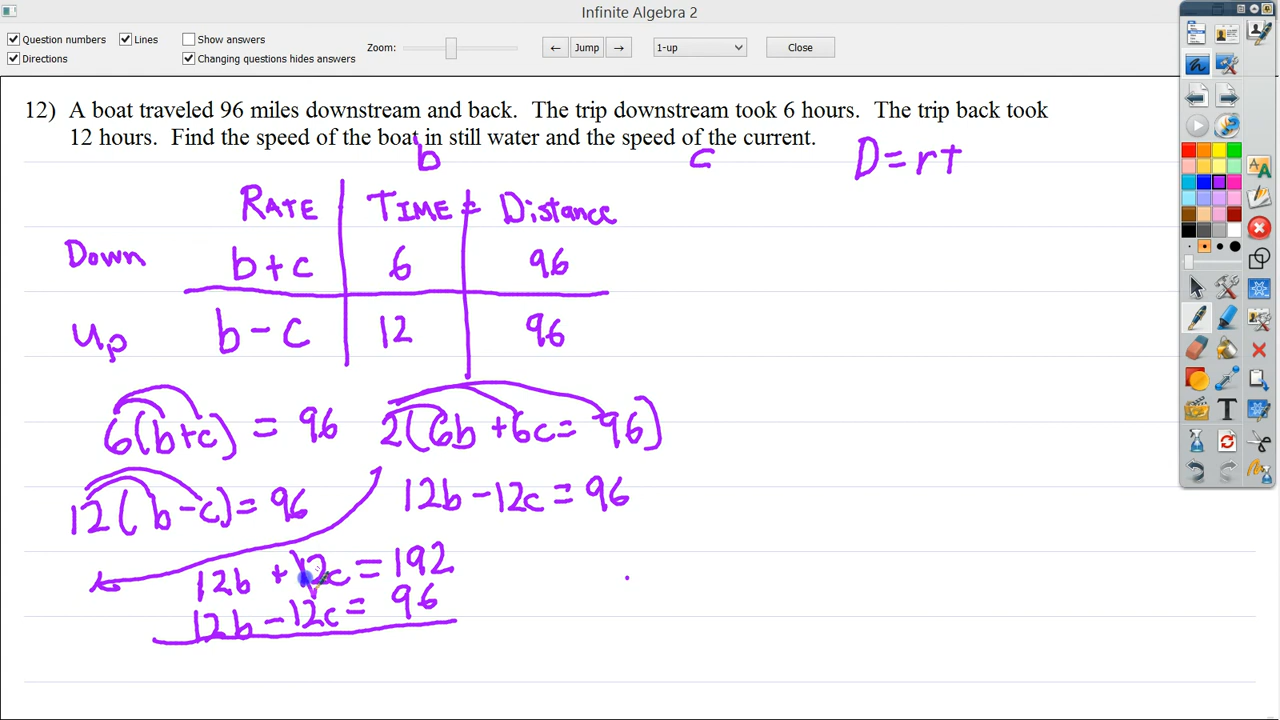 Infinite Algebra 2
Question numbers Lines Show answers Zoom: ← Jump → 1-up Close
Directions Changing questions hides answers
12) A boat traveled 96 miles downstream and back. The trip downstream took 6 hours. The trip back took
12 hours. Find the speed of the boat in still water and the speed of the current.
b c D=rt
RATE TIME = Distance
Down b+c 6 96
Up b-c 12 96
6(b+c) = 96 2(6b+6c=96)
12(b-c)=96 12b-12c=96
12b+12c=192
12b-12c=96